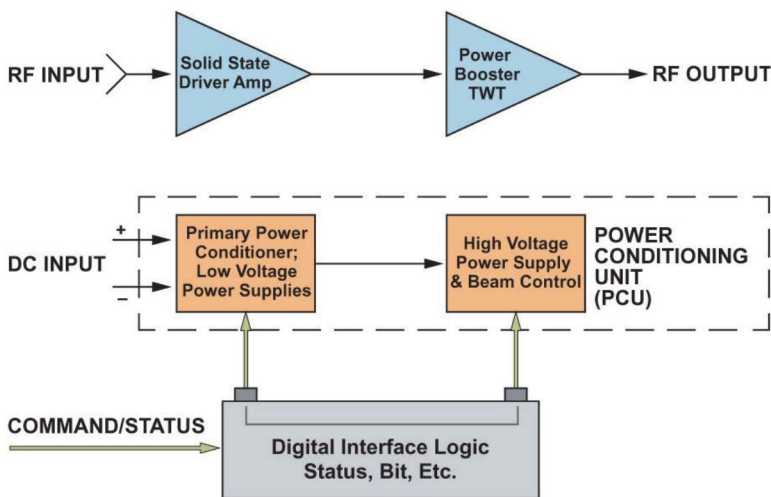 RF INPUT
Solid State
Driver Amp
Power
Booster
TWT
RF OUTPUT
DC INPUT
+
−
Primary Power
Conditioner;
Low Voltage
Power Supplies
High Voltage
Power Supply
& Beam Control
POWER
CONDITIONING
UNIT
(PCU)
COMMAND/STATUS
Digital Interface Logic
Status, Bit, Etc.